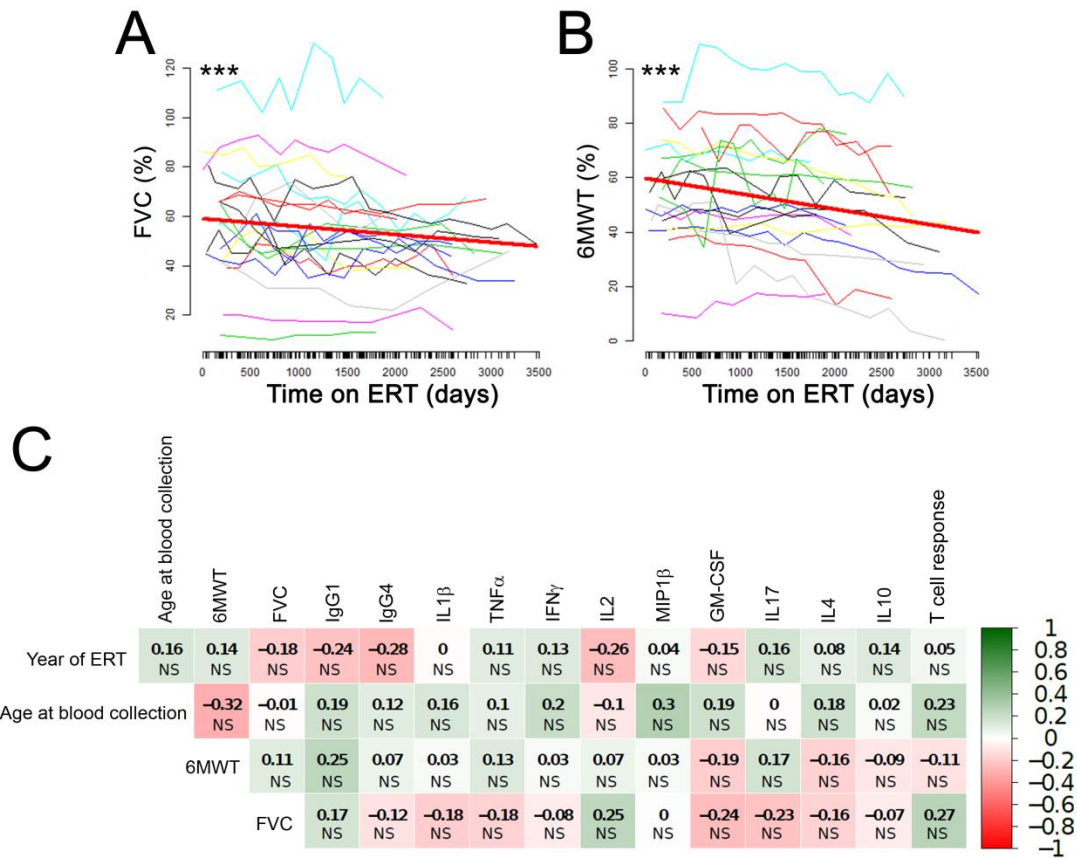 A
***
FVC (%)
120
100
80
60
40
20
0 500 1000 1500 2000 2500 3000 3500
Time on ERT (days)
B
***
6MWT (%)
100
80
60
40
20
0
0 500 1000 1500 2000 2500 3000 3500
Time on ERT (days)
C
Age at blood collection 6MWT FVC IgG1 IgG4 IL1β TNFα IFNγ IL2 MIP1β GM-CSF IL17 IL4 IL10 T cell response
Year of ERT 0.16 0.14 −0.18 −0.24 −0.28 0 0.11 0.13 −0.26 0.04 −0.15 0.16 0.08 0.14 0.05
NS NS NS NS NS NS NS NS NS NS NS NS NS NS NS
Age at blood collection −0.32 −0.01 0.19 0.12 0.16 0.1 0.2 −0.1 0.3 0.19 0 0.18 0.02 0.23
NS NS NS NS NS NS NS NS NS NS NS NS NS NS
6MWT 0.11 0.25 0.07 0.03 0.13 0.03 0.07 0.03 −0.19 0.17 −0.16 −0.09 −0.11
NS NS NS NS NS NS NS NS NS NS NS NS NS
FVC 0.17 −0.12 −0.18 −0.18 −0.08 0.25 0 −0.24 −0.23 −0.16 −0.07 0.27
NS NS NS NS NS NS NS NS NS NS NS NS
1
0.8
0.6
0.4
0.2
0
−0.2
−0.4
−0.6
−0.8
−1